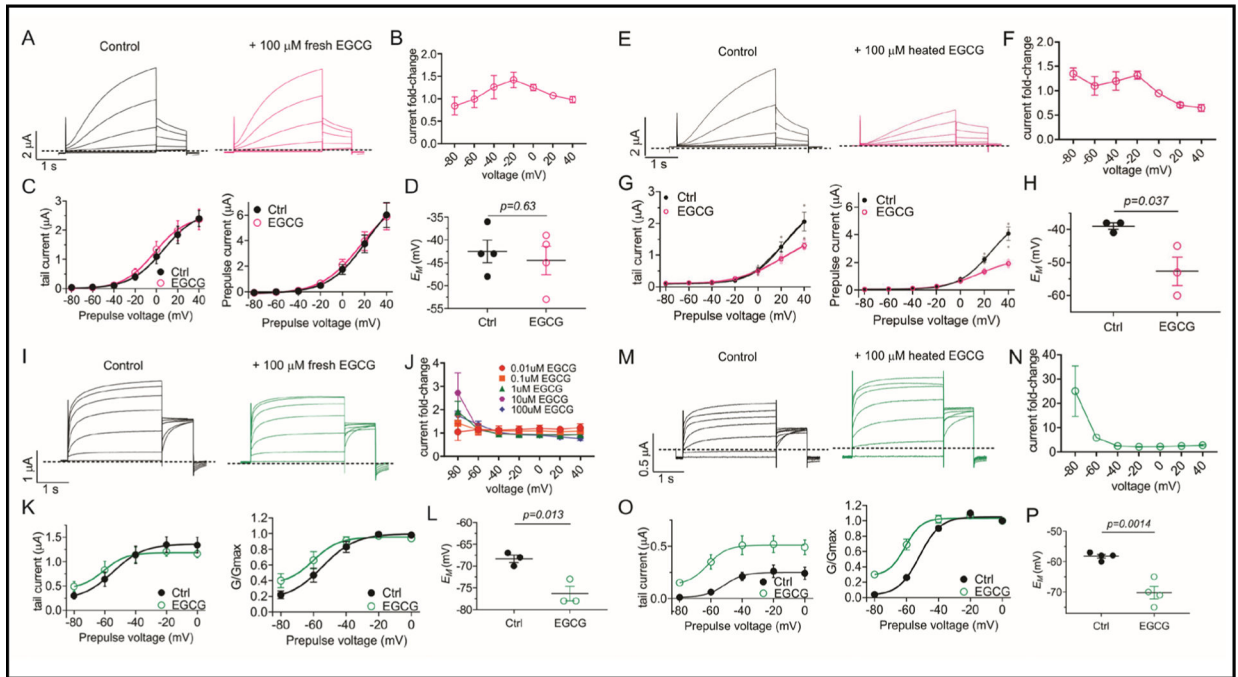 A
Control
+ 100 μM fresh EGCG
2 μA
1 s
B
current fold-change
2.0
1.5
1.0
0.5
0.0
-80 -60 -40 -20 0 20 40
voltage (mV)
C
tail current (μA)
3
2
1
0
Ctrl
EGCG
-80 -60 -40 -20 0 20 40
Prepulse voltage (mV)
Prepulse current (μA)
6
3
0
Ctrl
EGCG
-80 -60 -40 -20 0 20 40
Prepulse voltage (mV)
D
p=0.63
EM (mV)
-35
-40
-45
-50
-55
Ctrl EGCG
E
Control
+ 100 μM heated EGCG
2 μA
1 s
F
current fold-change
2.0
1.5
1.0
0.5
0.0
-80 -60 -40 -20 0 20 40
voltage (mV)
G
tail current (μA)
3
2
1
0
Ctrl
EGCG
-80 -60 -40 -20 0 20 40
Prepulse voltage (mV)
Prepulse current (μA)
6
4
2
0
Ctrl
EGCG
-80 -60 -40 -20 0 20 40
Prepulse voltage (mV)
H
p=0.037
EM (mV)
-40
-50
-60
Ctrl EGCG
I
Control
+ 100 μM fresh EGCG
1 μA
1 s
J
current fold-change
4
3
2
1
0
0.01uM EGCG
0.1uM EGCG
1uM EGCG
10uM EGCG
100uM EGCG
-80 -60 -40 -20 0 20 40
voltage (mV)
K
tail current (μA)
1.5
1.0
0.5
0.0
Ctrl
EGCG
-80 -60 -40 -20 0
Prepulse voltage (mV)
G/Gmax
1.2
1.0
0.8
0.6
0.4
0.2
0
Ctrl
EGCG
-80 -60 -40 -20 0
Prepulse voltage (mV)
L
p=0.013
EM (mV)
-65
-70
-75
-80
Ctrl EGCG
M
Control
+ 100 μM heated EGCG
0.5 μA
1 s
N
current fold-change
40
30
25
20
15
10
5
0
-80 -60 -40 -20 0 20 40
voltage (mV)
O
tail current (μA)
0.5
0.0
Ctrl
EGCG
-80 -60 -40 -20 0
Prepulse voltage (mV)
G/Gmax
1.2
1.0
0.8
0.6
0.4
0.2
0
Ctrl
EGCG
-80 -60 -40 -20 0
Prepulse voltage (mV)
P
p=0.0014
EM (mV)
-50
-60
-70
Ctrl EGCG